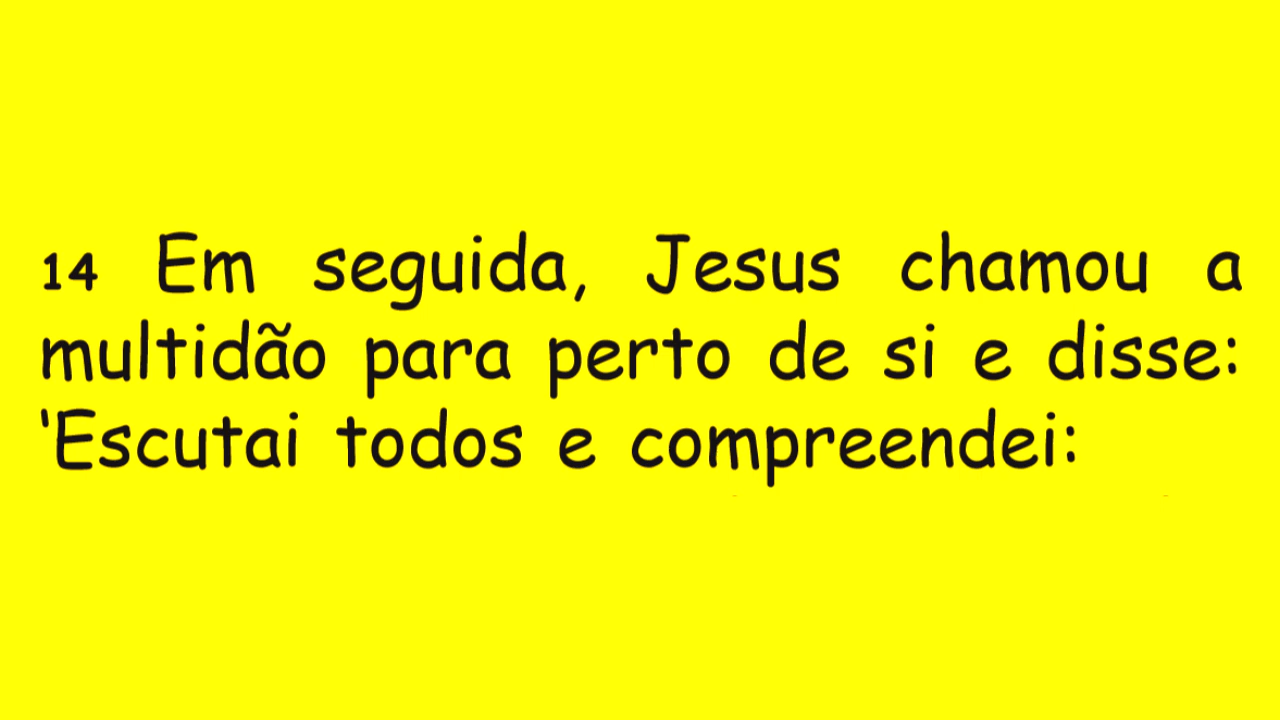 14 Em seguida, Jesus chamou a
multidão para perto de si e disse:
'Escutai todos e compreendei: